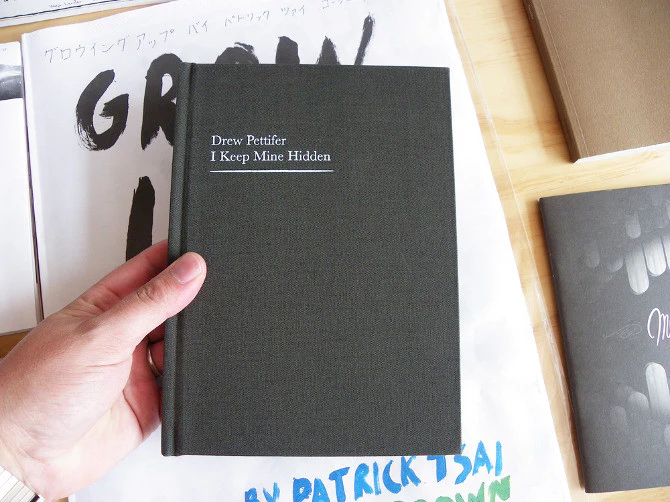 グロウイング アップ バイ パトリック ツァイ
GROW
Drew Pettifer
I Keep Mine Hidden
BY PATRICK TSAI